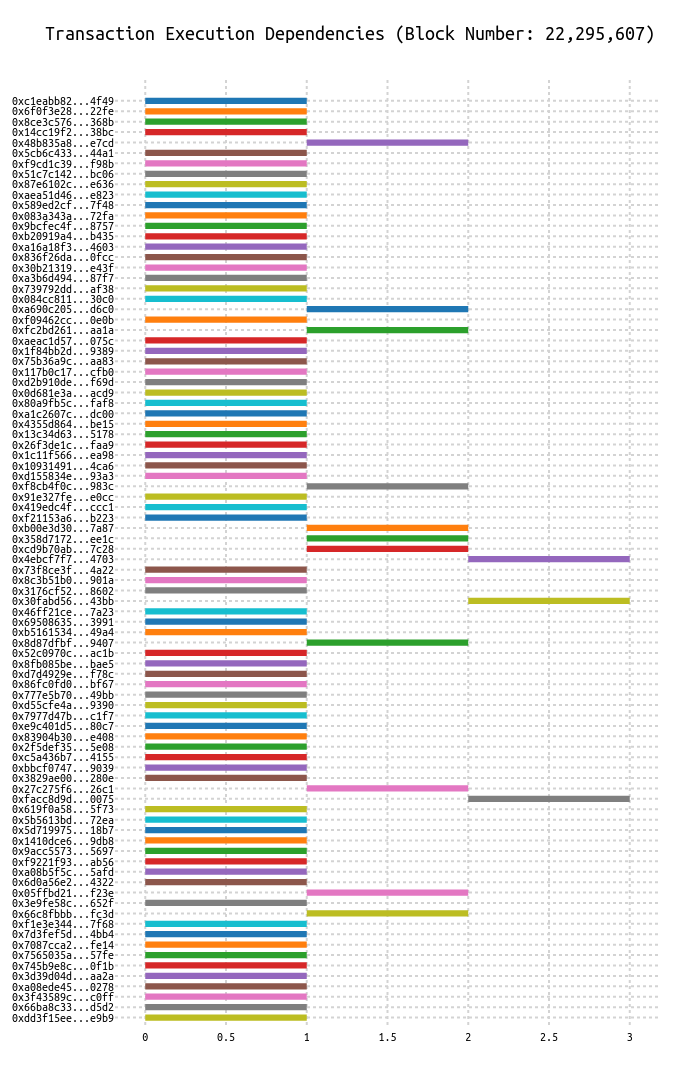 Transaction Execution Dependencies (Block Number: 22,295,607)
0xc1eabb82...4f49
0x6f0f3e28...22fe
0x8ce3c576...368b
0x14cc19f2...38bc
0x48b835a8...e7cd
0x5cb6c433...44a1
0xf9cd1c39...f98b
0x51c7c142...bc06
0x87e6102c...e636
0xaea51d46...e823
0x589ed2cf...7f48
0x083a343a...72fa
0x9bcfec4f...8757
0xb20919a4...b435
0xa16a18f3...4603
0x836f26da...0fcc
0x30b21319...e43f
0xa3b6d494...87f7
0x739792dd...af38
0x084cc811...30c0
0xa690c205...d6c0
0xf09462cc...0e0b
0xfc2bd261...aa1a
0xaeac1d57...075c
0x1f84bb2d...9389
0x75b36a9c...aa83
0x117b0c17...cfb0
0xd2b910de...f69d
0x0d681e3a...acd9
0x80a9fb5c...faf8
0xa1c2607c...dc00
0x4355d864...be15
0x13c34d63...5178
0x26f3de1c...faa9
0x1c11f566...ea98
0x10931491...4ca6
0xd155834e...93a3
0xf8cb4f0c...983c
0x91e327fe...e0cc
0x419edc4f...ccc1
0xf21153a6...b223
0xb00e3d30...7a87
0x358d7172...ee1c
0xcd9b70ab...7c28
0x4ebcf7f7...4703
0x73f8ce3f...4a22
0x8c3b51b0...901a
0x3176cf52...8602
0x30fabd56...43bb
0x46ff21ce...7a23
0x69508635...3991
0xb5161534...49a4
0x8d87dfbf...9407
0x52c0970c...ac1b
0x8fb085be...bae5
0xd7d4929e...f78c
0x86fc0fd0...bf67
0x777e5b70...49bb
0xd55cfe4a...9390
0x7977d47b...c1f7
0xe9c401d5...80c7
0x83904b30...e408
0x2f5def35...5e08
0xc5a436b7...4155
0xbbcf0747...9039
0x3829ae00...280e
0x27c275f6...26c1
0xfacc8d9d...0075
0x619f0a58...5f73
0x5b5613bd...72ea
0x5d719975...18b7
0x1410dce6...9db8
0x9acc5573...5697
0xf9221f93...ab56
0xa08b5f5c...5afd
0x6d0a56e2...4322
0x05ffbd21...f23e
0x3e9fe58c...652f
0x66c8fbbb...fc3d
0xf1e3e344...7f68
0x7d3fef5d...4bb4
0x7087cca2...fe14
0x7565035a...57fe
0x745b9e8c...0f1b
0x3d39d04d...aa2a
0xa08ede45...0278
0x3f43589c...c0ff
0x66ba8c33...d5d2
0xdd3f15ee...e9b9
0 0.5 1 1.5 2 2.5 3